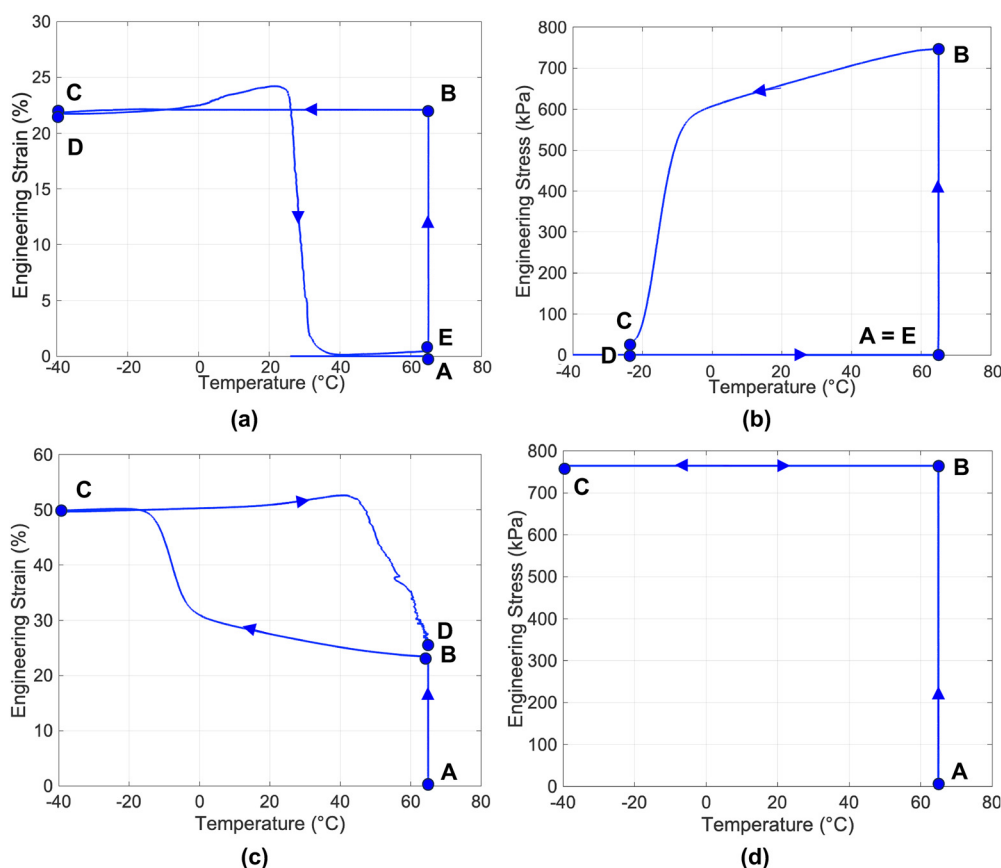 30
25
20
15
10
5
0
C
D
B
E
A
-40
-20
0
20
40
60
80
Engineering Strain (%)
Temperature (°C)
(a)
800
700
600
500
400
300
200
100
0
B
C
D
A = E
-40
-20
0
20
40
60
80
Engineering Stress (kPa)
Temperature (°C)
(b)
60
50
40
30
20
10
0
C
D
B
A
-40
-20
0
20
40
60
80
Engineering Strain (%)
Temperature (°C)
(c)
800
700
600
500
400
300
200
100
0
C
B
A
-40
-20
0
20
40
60
80
Engineering Stress (kPa)
Temperature (°C)
(d)